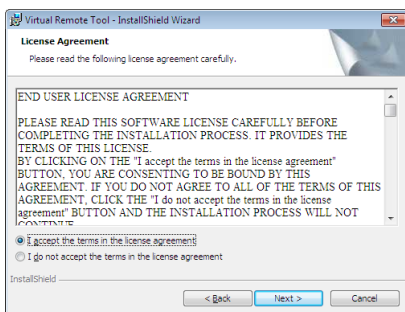 Virtual Remote Tool - InstallShield Wizard
License Agreement
Please read the following license agreement carefully.
END USER LICENSE AGREEMENT
PLEASE READ THIS SOFTWARE LICENSE CAREFULLY BEFORE
COMPLETING THE INSTALLATION PROCESS. IT PROVIDES THE
TERMS OF THIS LICENSE.
BY CLICKING ON THE "I accept the terms in the license agreement"
BUTTON, YOU ARE CONSENTING TO BE BOUND BY THIS
AGREEMENT. IF YOU DO NOT AGREE TO ALL OF THE TERMS OF THIS
AGREEMENT, CLICK THE "I do not accept the terms in the license
agreement" BUTTON AND THE INSTALLATION PROCESS WILL NOT
CONTINUE
I accept the terms in the license agreement
I do not accept the terms in the license agreement
InstallShield
< Back Next > Cancel